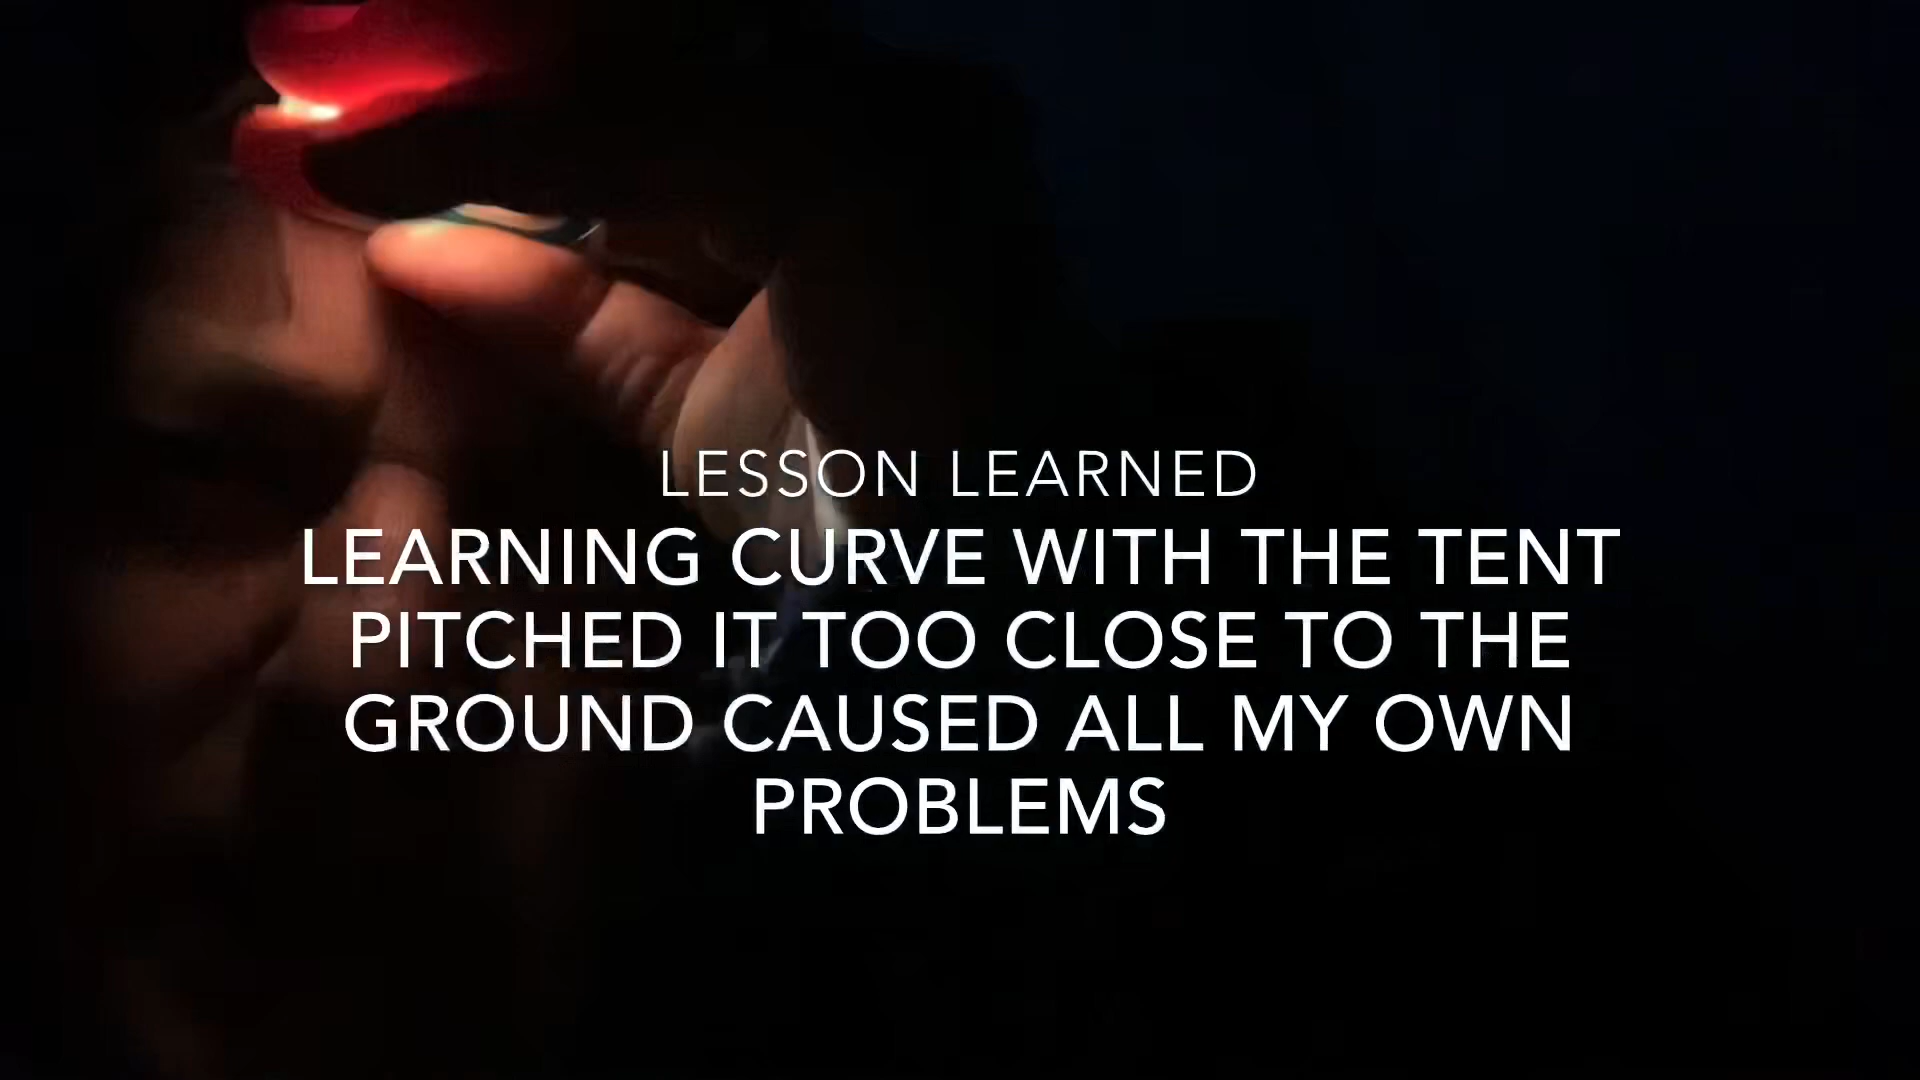 LESSON LEARNED
LEARNING CURVE WITH THE TENT
PITCHED IT TOO CLOSE TO THE
GROUND CAUSED ALL MY OWN
PROBLEMS